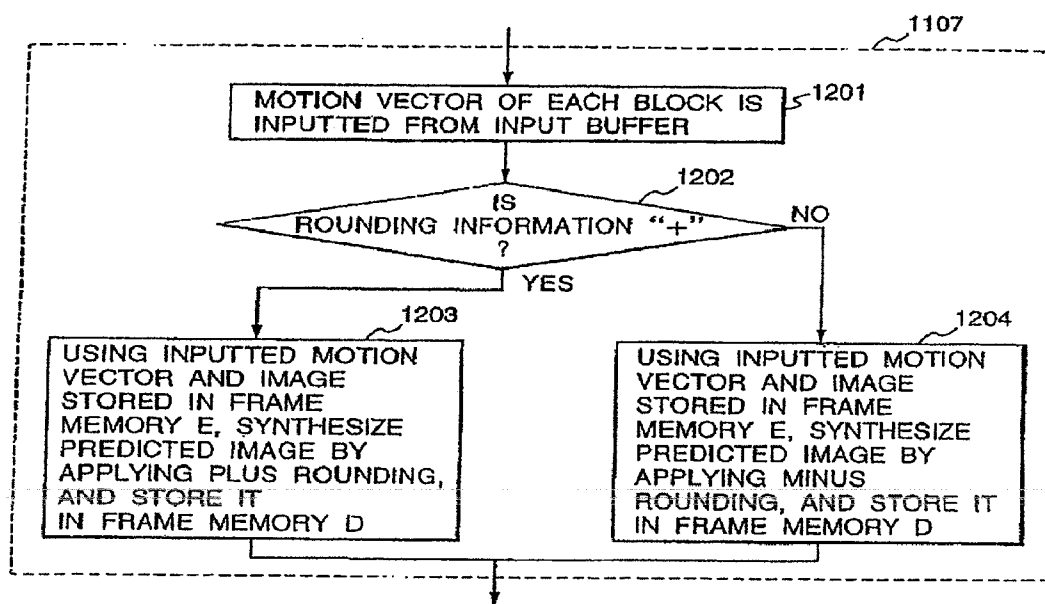 1107
MOTION VECTOR OF EACH BLOCK IS
INPUTTED FROM INPUT BUFFER
1201
1202
IS
ROUNDING INFORMATION "+"
?
NO
YES
1203
USING INPUTTED MOTION
VECTOR AND IMAGE
STORED IN FRAME
MEMORY E, SYNTHESIZE
PREDICTED IMAGE BY
APPLYING PLUS ROUNDING,
AND STORE IT
IN FRAME MEMORY D
1204
USING INPUTTED MOTION
VECTOR AND IMAGE
STORED IN FRAME
MEMORY E, SYNTHESIZE
PREDICTED IMAGE BY
APPLYING MINUS
ROUNDING, AND STORE IT
IN FRAME MEMORY D